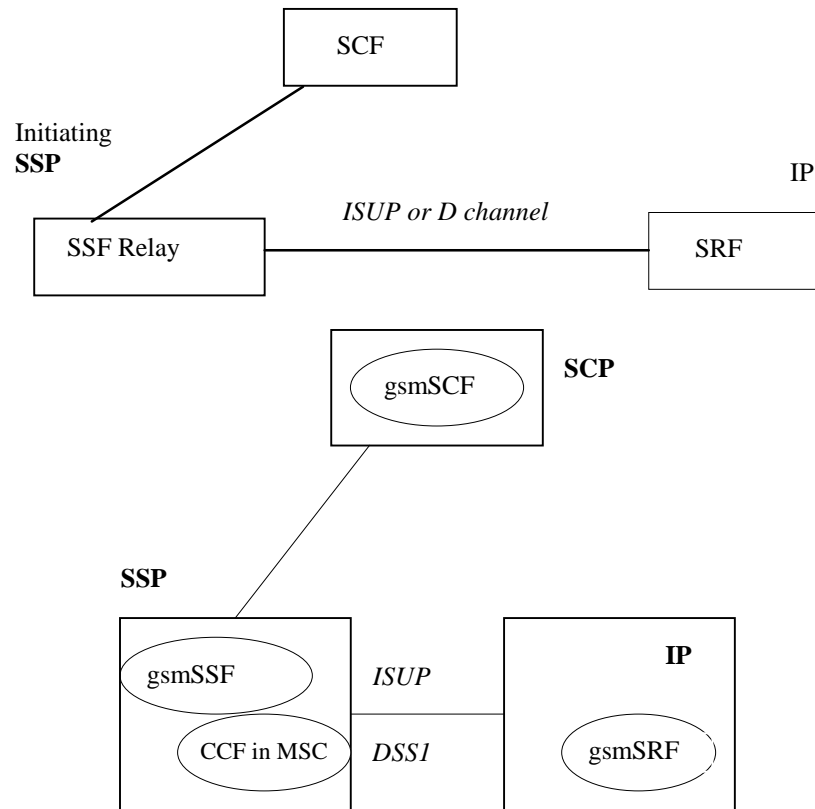 SCF
Initiating
SSP
IP
ISUP or D channel
SSF Relay
SRF
gsmSCF
SCP
SSP
IP
gsmSSF
ISUP
CCF in MSC
DSS1
gsmSRF